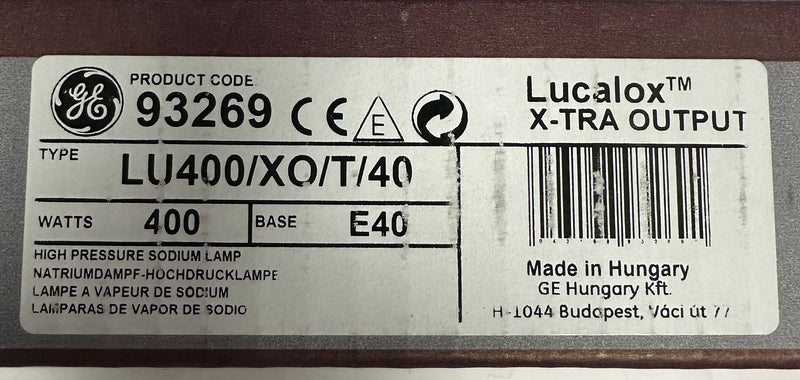 GE
PRODUCT CODE
93269 CE E
Lucalox™
X-TRA OUTPUT
TYPE
LU400/XO/T/40
WATTS 400 BASE E40
HIGH PRESSURE SODIUM LAMP
NATRIUMDAMPF-HOCHDRUCKLAMPE
LAMPE A VAPEUR DE SODIUM
LAMPARAS DE VAPOR DE SODIO
Made in Hungary
GE Hungary Kft.
H-1044 Budapest, Váci út 77